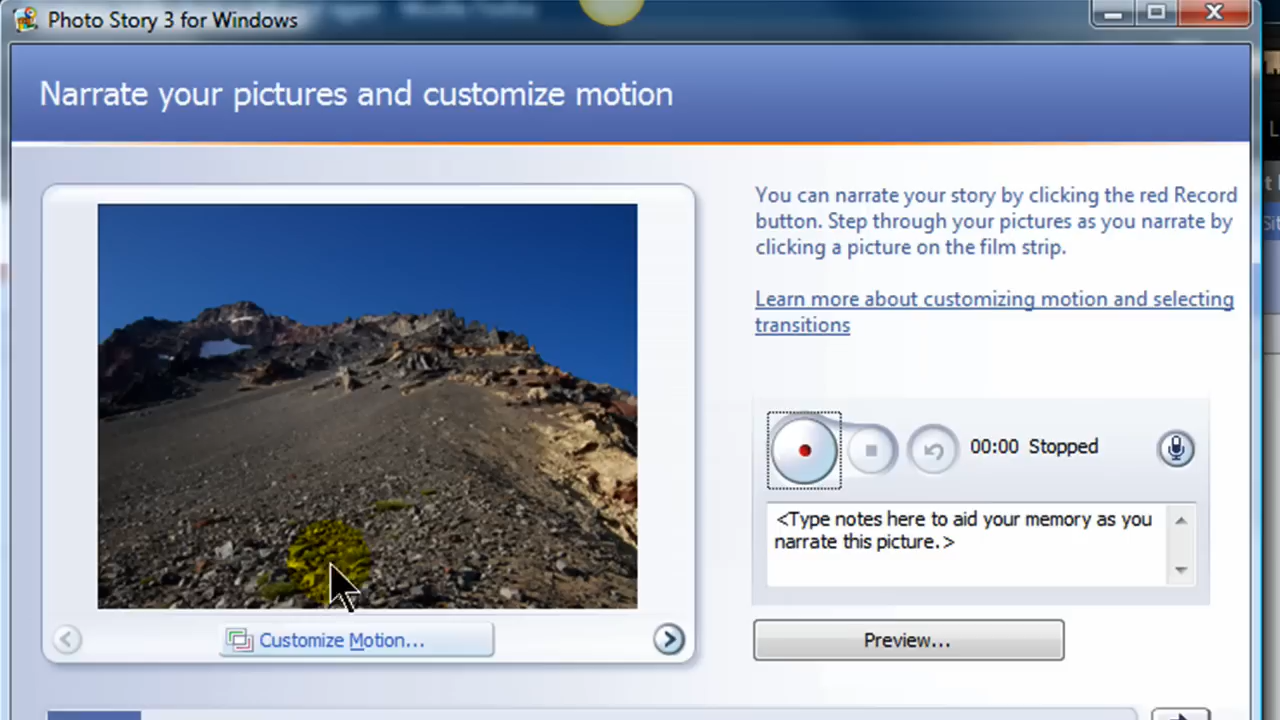 Photo Story 3 for Windows
Narrate your pictures and customize motion
You can narrate your story by clicking the red Record
button. Step through your pictures as you narrate by
clicking a picture on the film strip.
Learn more about customizing motion and selecting
transitions
00:00 Stopped
<Type notes here to aid your memory as you
narrate this picture.>
Customize Motion...
Preview...